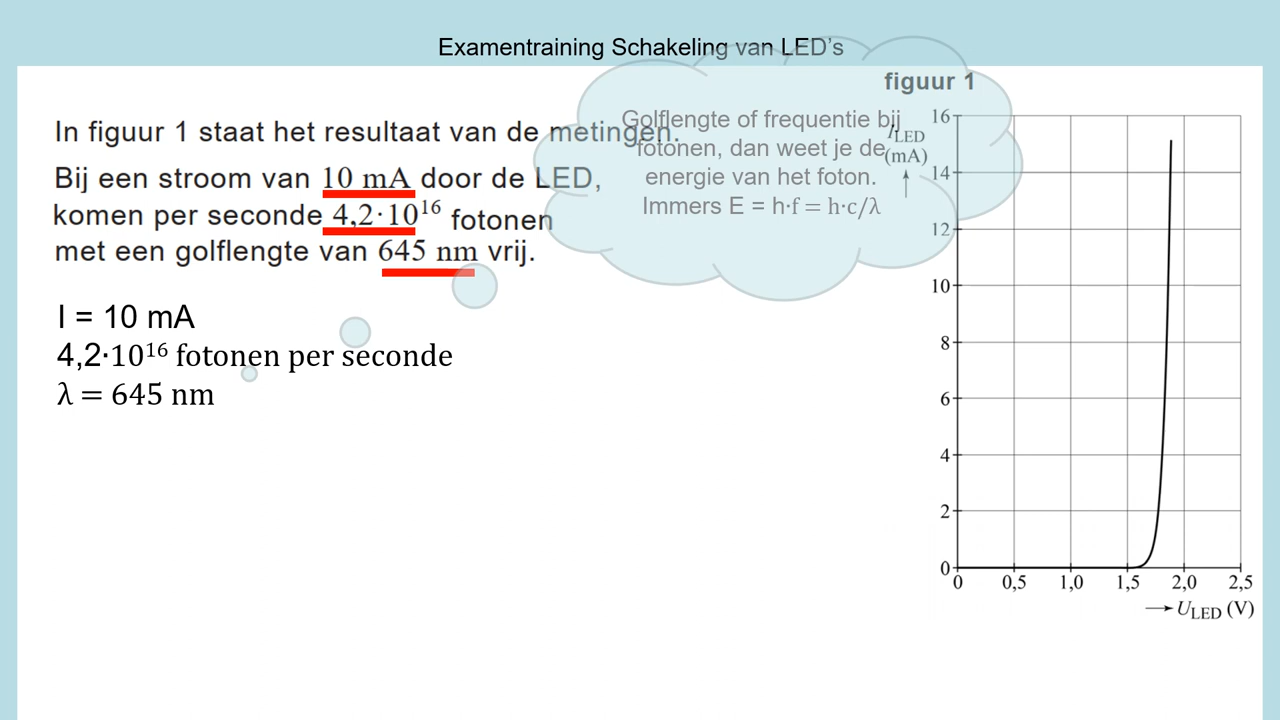 Examentraining Schakeling van LED’s
In figuur 1 staat het resultaat van de metingen.
Bij een stroom van 10 mA door de LED,
komen per seconde 4,2·10¹⁶ fotonen
met een golflengte van 645 nm vrij.
Golflengte of frequentie bij
fotonen, dan weet je de
energie van het foton.
Immers E = h·f = h·c/λ
I = 10 mA
4,2·10¹⁶ fotonen per seconde
λ = 645 nm
figuur 1
I_LED
(mA)
16
14
12
10
8
6
4
2
0
0 0,5 1,0 1,5 2,0 2,5
→ U_LED (V)